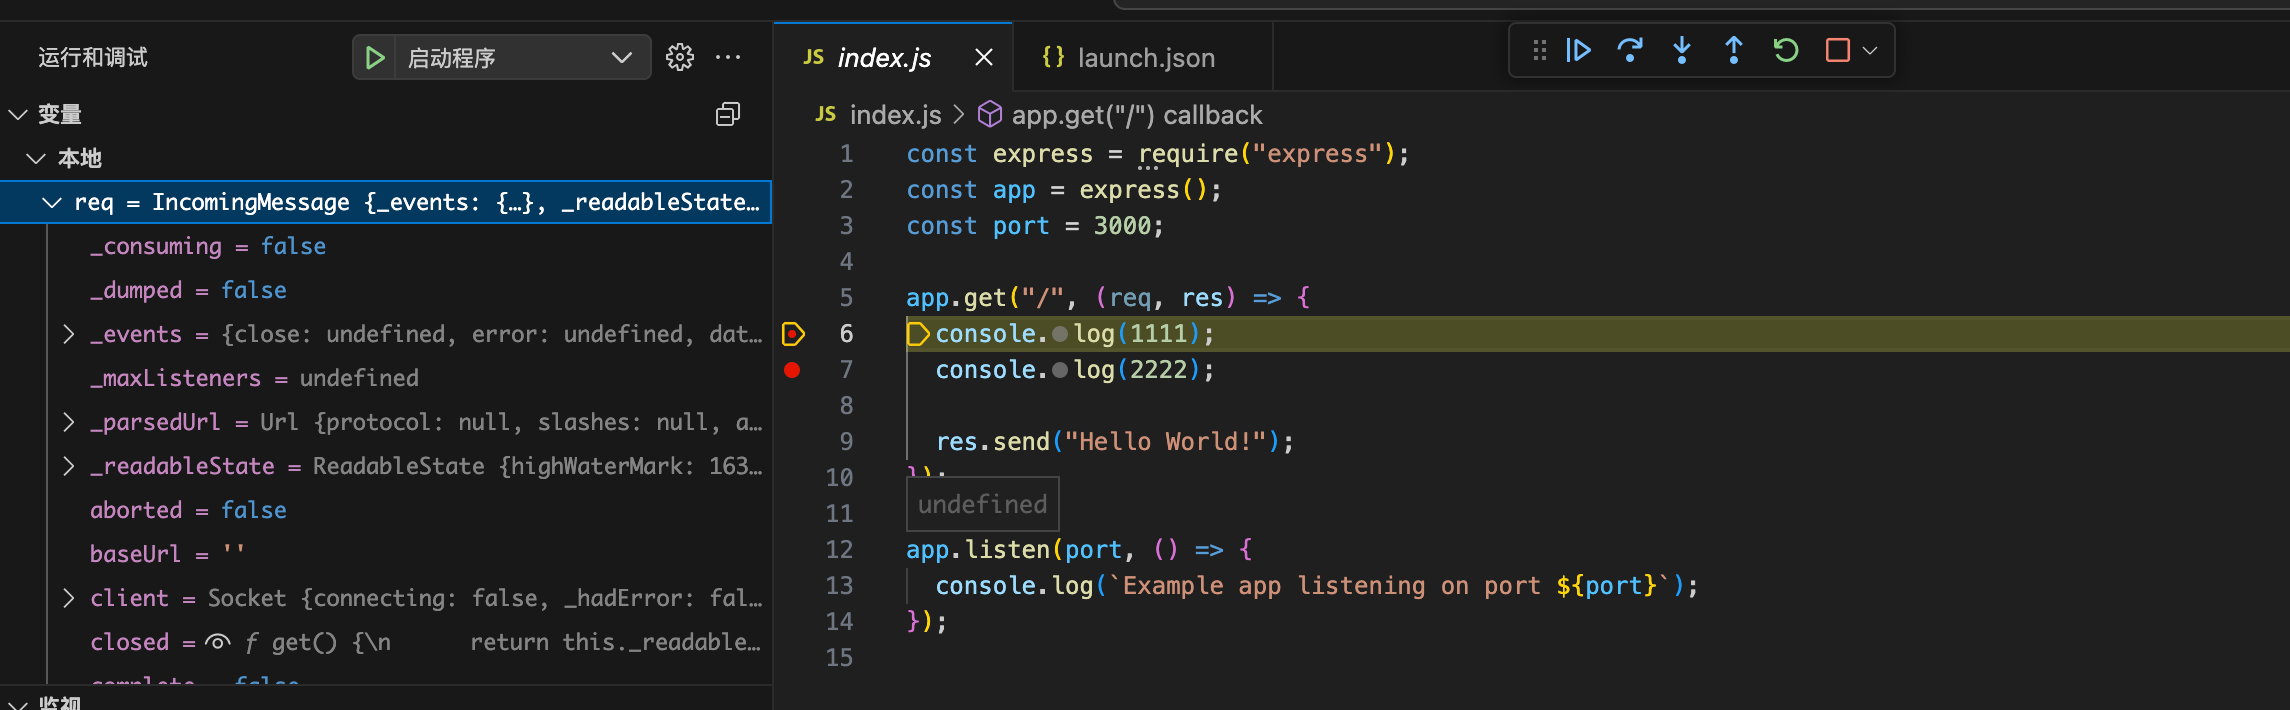 运行和调试
启动程序
变量
本地
req = IncomingMessage {_events: {…}, _readableState…
_consuming = false
_dumped = false
_events = {close: undefined, error: undefined, dat…
_maxListeners = undefined
_parsedUrl = Url {protocol: null, slashes: null, a…
_readableState = ReadableState {highWaterMark: 163…
aborted = false
baseUrl = ''
client = Socket {connecting: false, _hadError: fal…
closed = ƒ get() {\n      return this._readable…
complete = false
监视
JS index.js
{} launch.json
JS index.js > app.get("/") callback
1 const express = require("express");
2 const app = express();
3 const port = 3000;
4
5 app.get("/", (req, res) => {
6   console.log(1111);
7   console.log(2222);
8
9   res.send("Hello World!");
10 });
undefined
11
12 app.listen(port, () => {
13   console.log(`Example app listening on port ${port}`);
14 });
15